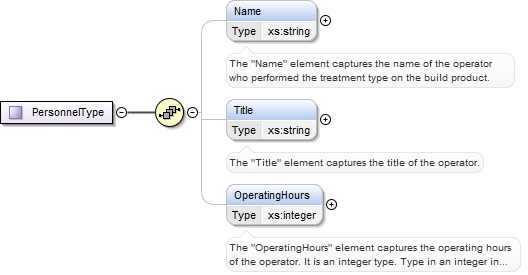 Name
Type xs:string
The "Name" element captures the name of the operator
who performed the treatment type on the build product.
PersonnelType
Title
Type xs:string
The "Title" element captures the title of the operator.
OperatingHours
Type xs:integer
The "OperatingHours" element captures the operating hours
of the operator. It is an integer type. Type in an integer in...